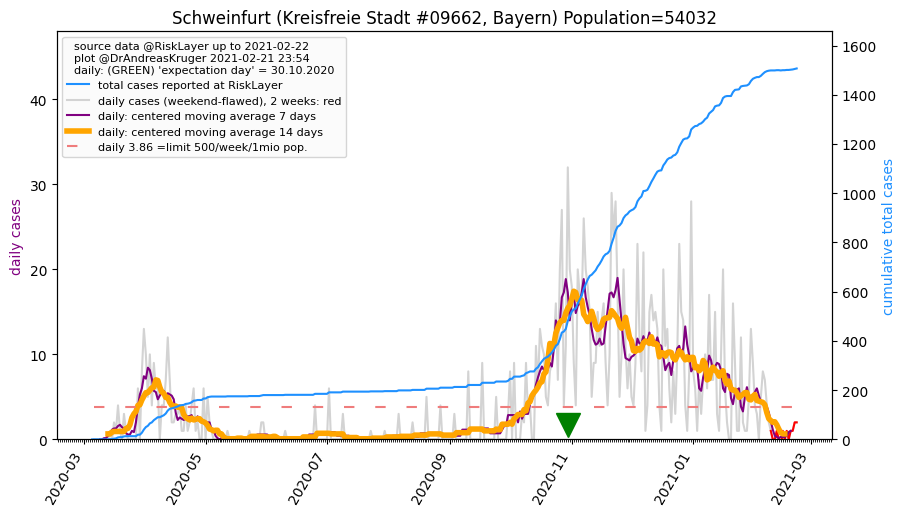 Schweinfurt (Kreisfreie Stadt #09662, Bayern) Population=54032
source data @RiskLayer up to 2021-02-22
plot @DrAndreasKruger 2021-02-21 23:54
daily: (GREEN) 'expectation day' = 30.10.2020
total cases reported at RiskLayer
daily cases (weekend-flawed), 2 weeks: red
daily: centered moving average 7 days
daily: centered moving average 14 days
daily 3.86 =limit 500/week/1mio pop.
daily cases
40
30
20
10
0
1600
1400
1200
1000
800
600
400
200
0
cumulative total cases
2020-03
2020-05
2020-07
2020-09
2020-11
2021-01
2021-03